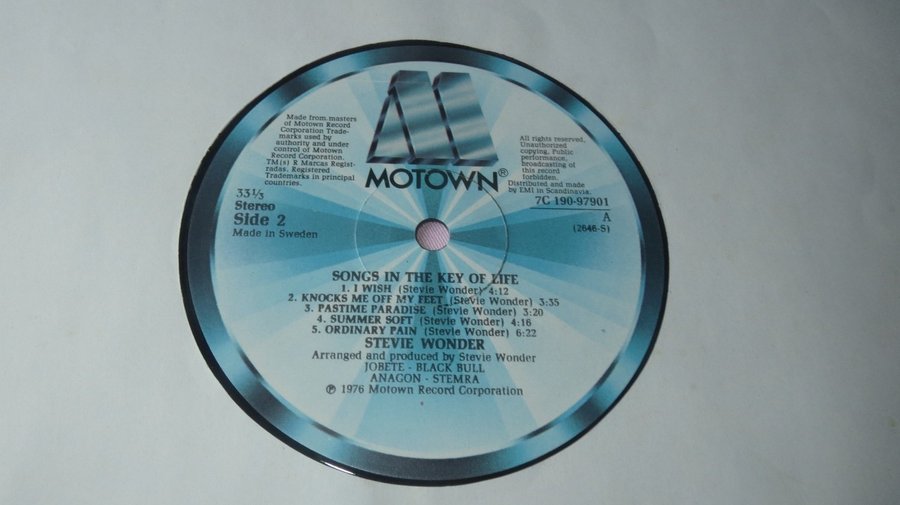 Made from masters
of Motown Record
Corporation Trade-
marks used by
authority and under
control of Motown
Record Corporation.
TM(s) R Marcas Regist-
radas. Registered
Trademarks in principal
countries.
MOTOWN®
All rights reserved,
Unauthorized
copying, Public
performance,
broadcasting of
this record
forbidden.
Distributed and made
by EMI in Scandinavia.
33⅓
Stereo
Side 2
Made in Sweden
7C 190-97901
A
(2646-S)
SONGS IN THE KEY OF LIFE
1. I WISH (Stevie Wonder) 4:12
2. KNOCKS ME OFF MY FEET (Stevie Wonder) 3:35
3. PASTIME PARADISE (Stevie Wonder) 3:20
4. SUMMER SOFT (Stevie Wonder) 4:16
5. ORDINARY PAIN (Stevie Wonder) 6:22
STEVIE WONDER
Arranged and produced by Stevie Wonder
JOBETE - BLACK BULL
ANAGON - STEMRA
℗ 1976 Motown Record Corporation